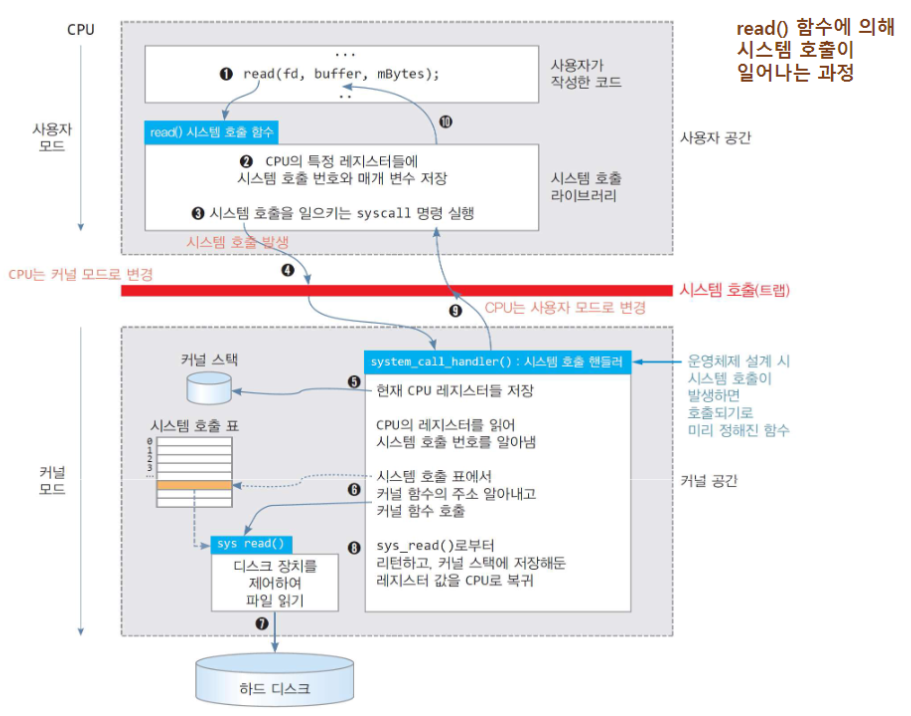 CPU
read() 함수에 의해
시스템 호출이
일어나는 과정
...
❶ read(fd, buffer, mBytes);
..
사용자가
작성한 코드
❿
사용자
모드
read() 시스템 호출 함수
사용자 공간
❷ CPU의 특정 레지스터들에
시스템 호출 번호와 매개 변수 저장
시스템 호출
라이브러리
❸ 시스템 호출을 일으키는 syscall 명령 실행
시스템 호출 발생
❹
CPU는 커널 모드로 변경
시스템 호출(트랩)
❾
CPU는 사용자 모드로 변경
커널 스택
system_call_handler() : 시스템 호출 핸들러
운영체제 설계 시
시스템 호출이
발생하면
호출되기로
미리 정해진 함수
❺ 현재 CPU 레지스터들 저장
시스템 호출 표
0
1
2
3
...
CPU의 레지스터를 읽어
시스템 호출 번호를 알아냄
커널
모드
커널 공간
❻
시스템 호출 표에서
커널 함수의 주소 알아내고
커널 함수 호출
sys read()
디스크 장치를
제어하여
파일 읽기
❽ sys_read()로부터
리턴하고, 커널 스택에 저장해둔
레지스터 값을 CPU로 복귀
❼
하드 디스크